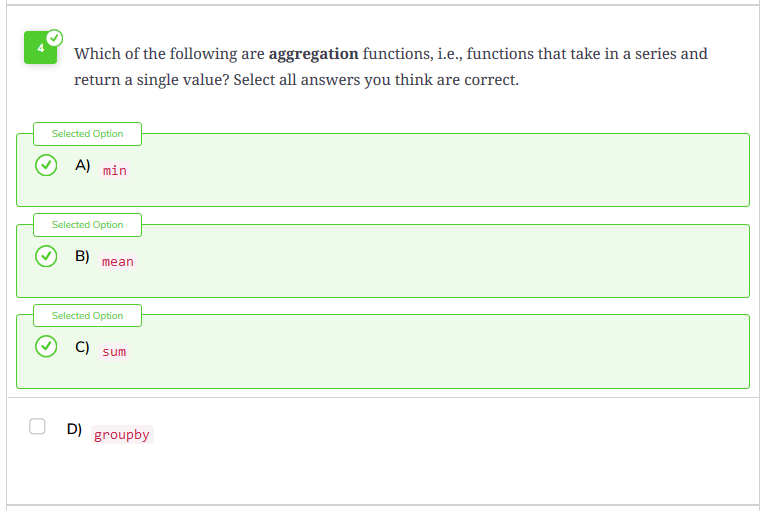 4
Which of the following are aggregation functions, i.e., functions that take in a series and
return a single value? Select all answers you think are correct.
Selected Option
A) min
Selected Option
B) mean
Selected Option
C) sum
D) groupby